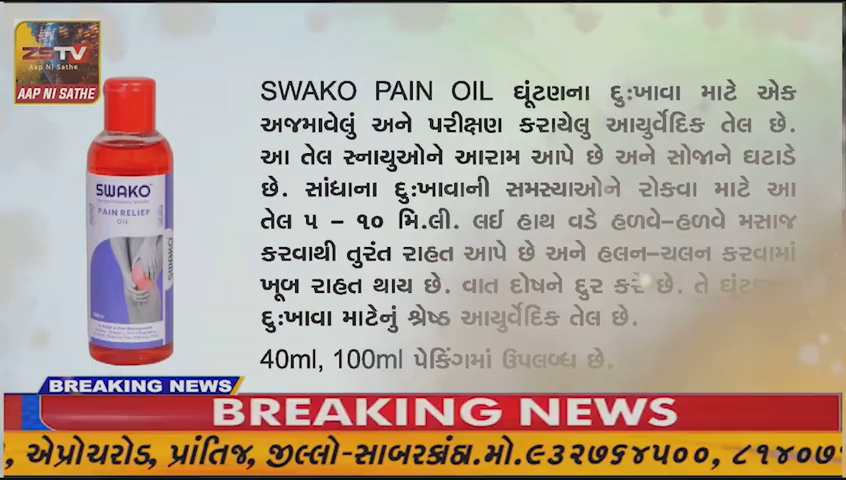 ZSTV
Aap Ni Sathe
AAP NI SATHE
SWAKO PAIN OIL ઘૂંટણના દુઃખાવા માટે એક
અજમાવેલું અને પરીક્ષણ કરાયેલુ આયુર્વેદિક તેલ છે.
આ તેલ સ્નાયુઓને આરામ આપે છે અને સોજાને ઘટાડે
છે. સાંધાના દુઃખાવાની સમસ્યાઓને રોકવા માટે આ
તેલ ૫ – ૧૦ મિ.લી. લઈ હાથ વડે હળવે–હળવે મસાજ
કરવાથી તુરંત રાહત આપે છે અને હલન–ચલન કરવામાં
ખૂબ રાહત થાય છે. વાત દોષને દુર કરે છે. તે ઘૂંટણના
દુઃખાવા માટેનું શ્રેષ્ઠ આયુર્વેદિક તેલ છે.
40ml, 100ml પેકિંગમાં ઉપલબ્ધ છે.
SWAKO
PAIN RELIEF
OIL
SWAKO
BREAKING NEWS
BREAKING NEWS
, એપ્રોચરોડ, પ્રાંતિજ, જીલ્લો-સાબરકાંઠા.મો.૯૩૨૭૬૪૫૦૦, ૮૧૪૦૭